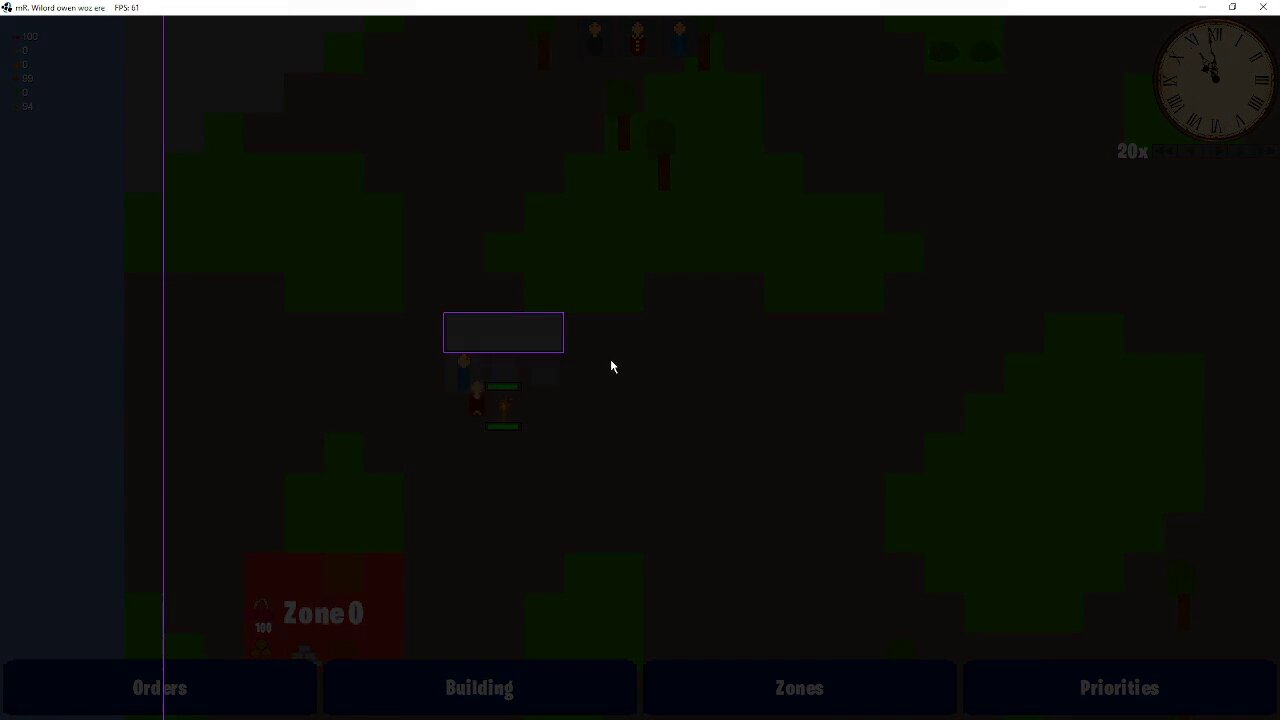 mR. Wilord owen woz ere FPS: 61
100
0
0
99
0
94
XII
20x
Zone 0
100
Orders
Building
Zones
Priorities